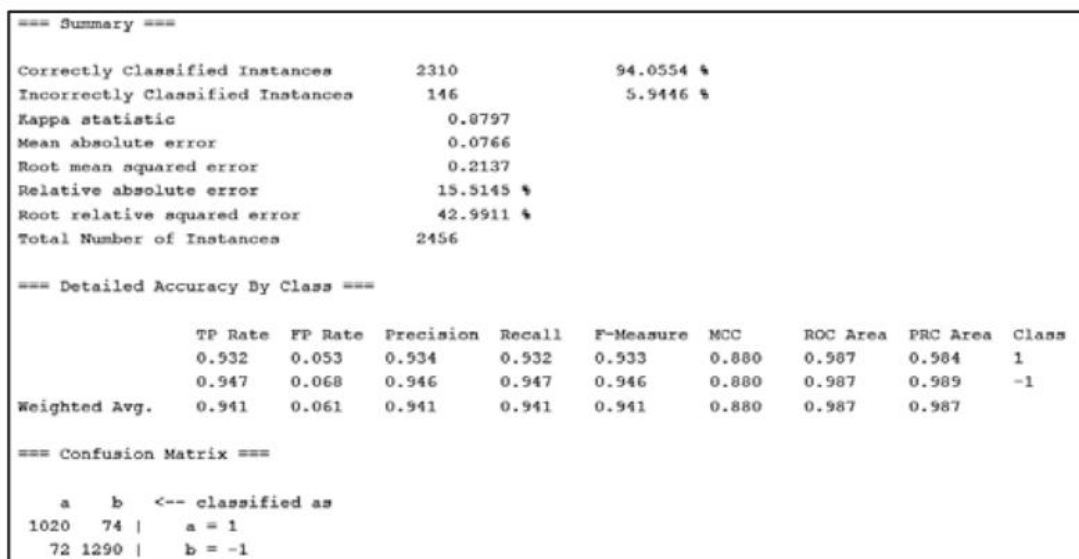 === Summary ===
Correctly Classified Instances 2310 94.0554 %
Incorrectly Classified Instances 146 5.9446 %
Kappa statistic 0.8797
Mean absolute error 0.0766
Root mean squared error 0.2137
Relative absolute error 15.5145 %
Root relative squared error 42.9911 %
Total Number of Instances 2456
=== Detailed Accuracy By Class ===
TP Rate FP Rate Precision Recall F-Measure MCC ROC Area PRC Area Class
0.932 0.053 0.934 0.932 0.933 0.880 0.987 0.984 1
0.947 0.068 0.946 0.947 0.946 0.880 0.987 0.989 -1
Weighted Avg. 0.941 0.061 0.941 0.941 0.941 0.880 0.987 0.987
=== Confusion Matrix ===
a b <-- classified as
1020 74 | a = 1
72 1290 | b = -1